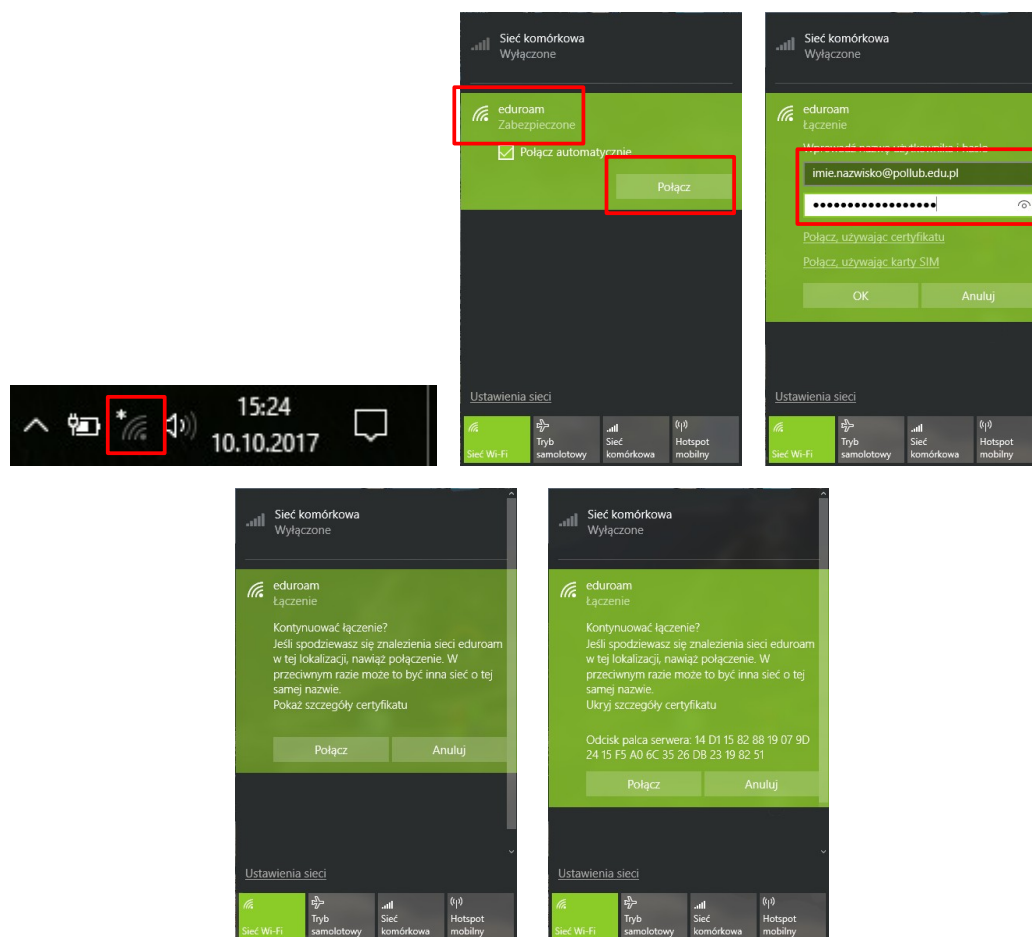 Sieć komórkowa
Wyłączone
eduroam
Zabezpieczone
Połącz automatycznie
Połącz
Ustawienia sieci
Sieć Wi-Fi
Tryb samolotowy
Sieć komórkowa
Hotspot mobilny
Sieć komórkowa
Wyłączone
eduroam
Łączenie
Wprowadź nazwę użytkownika i hasło
imie.nazwisko@pollub.edu.pl
••••••••••••••••••
Połącz, używając certyfikatu
Połącz, używając karty SIM
OK Anuluj
Ustawienia sieci
Sieć Wi-Fi
Tryb samolotowy
Sieć komórkowa
Hotspot mobilny
15:24
10.10.2017
Sieć komórkowa
Wyłączone
eduroam
Łączenie
Kontynuować łączenie?
Jeśli spodziewasz się znalezienia sieci eduroam
w tej lokalizacji, nawiąż połączenie. W
przeciwnym razie może to być inna sieć o tej
samej nazwie.
Pokaż szczegóły certyfikatu
Połącz Anuluj
Ustawienia sieci
Sieć Wi-Fi
Tryb samolotowy
Sieć komórkowa
Hotspot mobilny
Sieć komórkowa
Wyłączone
eduroam
Łączenie
Kontynuować łączenie?
Jeśli spodziewasz się znalezienia sieci eduroam
w tej lokalizacji, nawiąż połączenie. W
przeciwnym razie może to być inna sieć o tej
samej nazwie.
Ukryj szczegóły certyfikatu
Odcisk palca serwera: 14 D1 15 82 88 19 07 9D
24 15 F5 A0 6C 35 26 DB 23 19 82 51
Połącz Anuluj
Ustawienia sieci
Sieć Wi-Fi
Tryb samolotowy
Sieć komórkowa
Hotspot mobilny